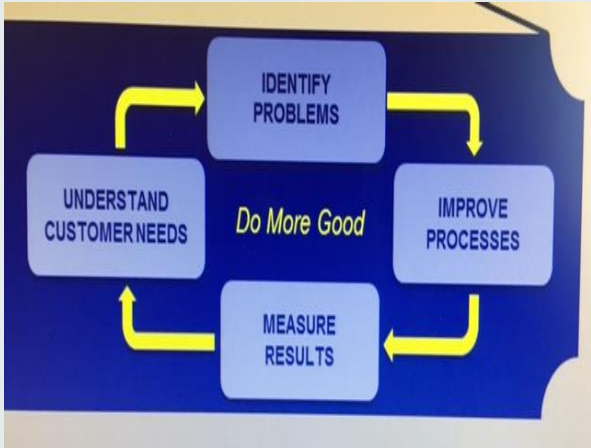 IDENTIFY
PROBLEMS
UNDERSTAND
CUSTOMER NEEDS
Do More Good
IMPROVE
PROCESSES
MEASURE
RESULTS